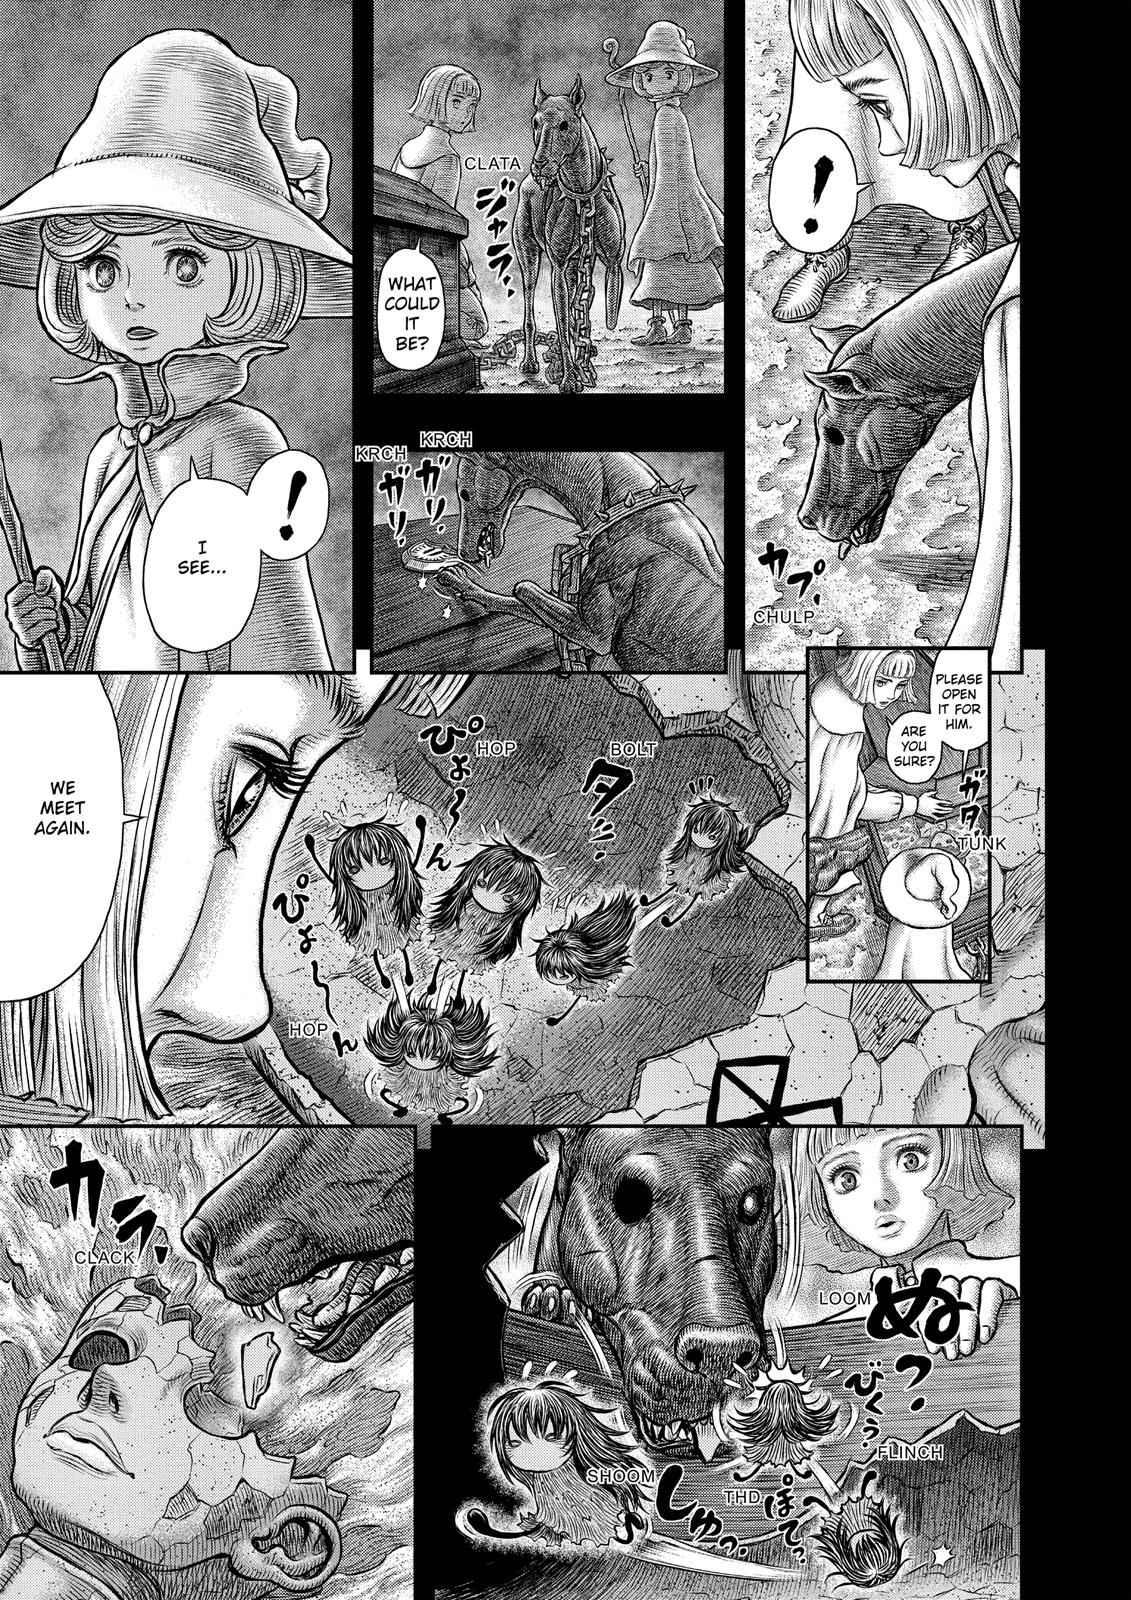 !
カプ
CHULP
CLATA
ジャラ
WHAT
COULD
IT
BE?
KRCH
KRCH
ガリ
ガリ
!
I
SEE...
PLEASE
OPEN
IT FOR
HIM.
ARE
YOU
SURE?
ガタ
TUNK
BOLT
タッ
HOP
ぴょ〜ん
HOP
ぴょ〜ん
WE
MEET
AGAIN.
LOOM
ぬっ
びくぅ
FLINCH
THD
ぽてっ
SHOOM
しゅっ
カラ
CLACK